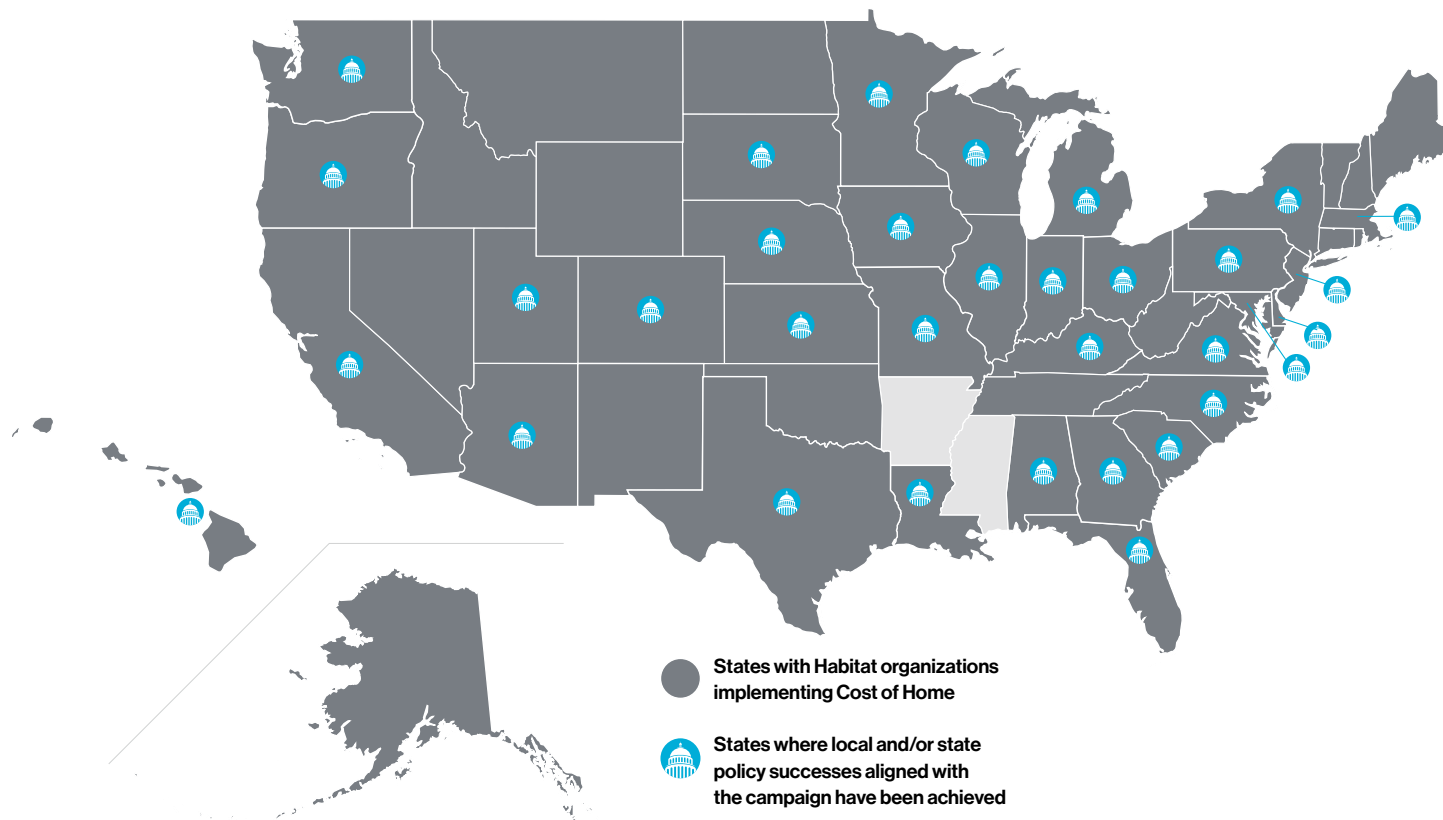 States with Habitat organizations
implementing Cost of Home
States where local and/or state
policy successes aligned with
the campaign have been achieved